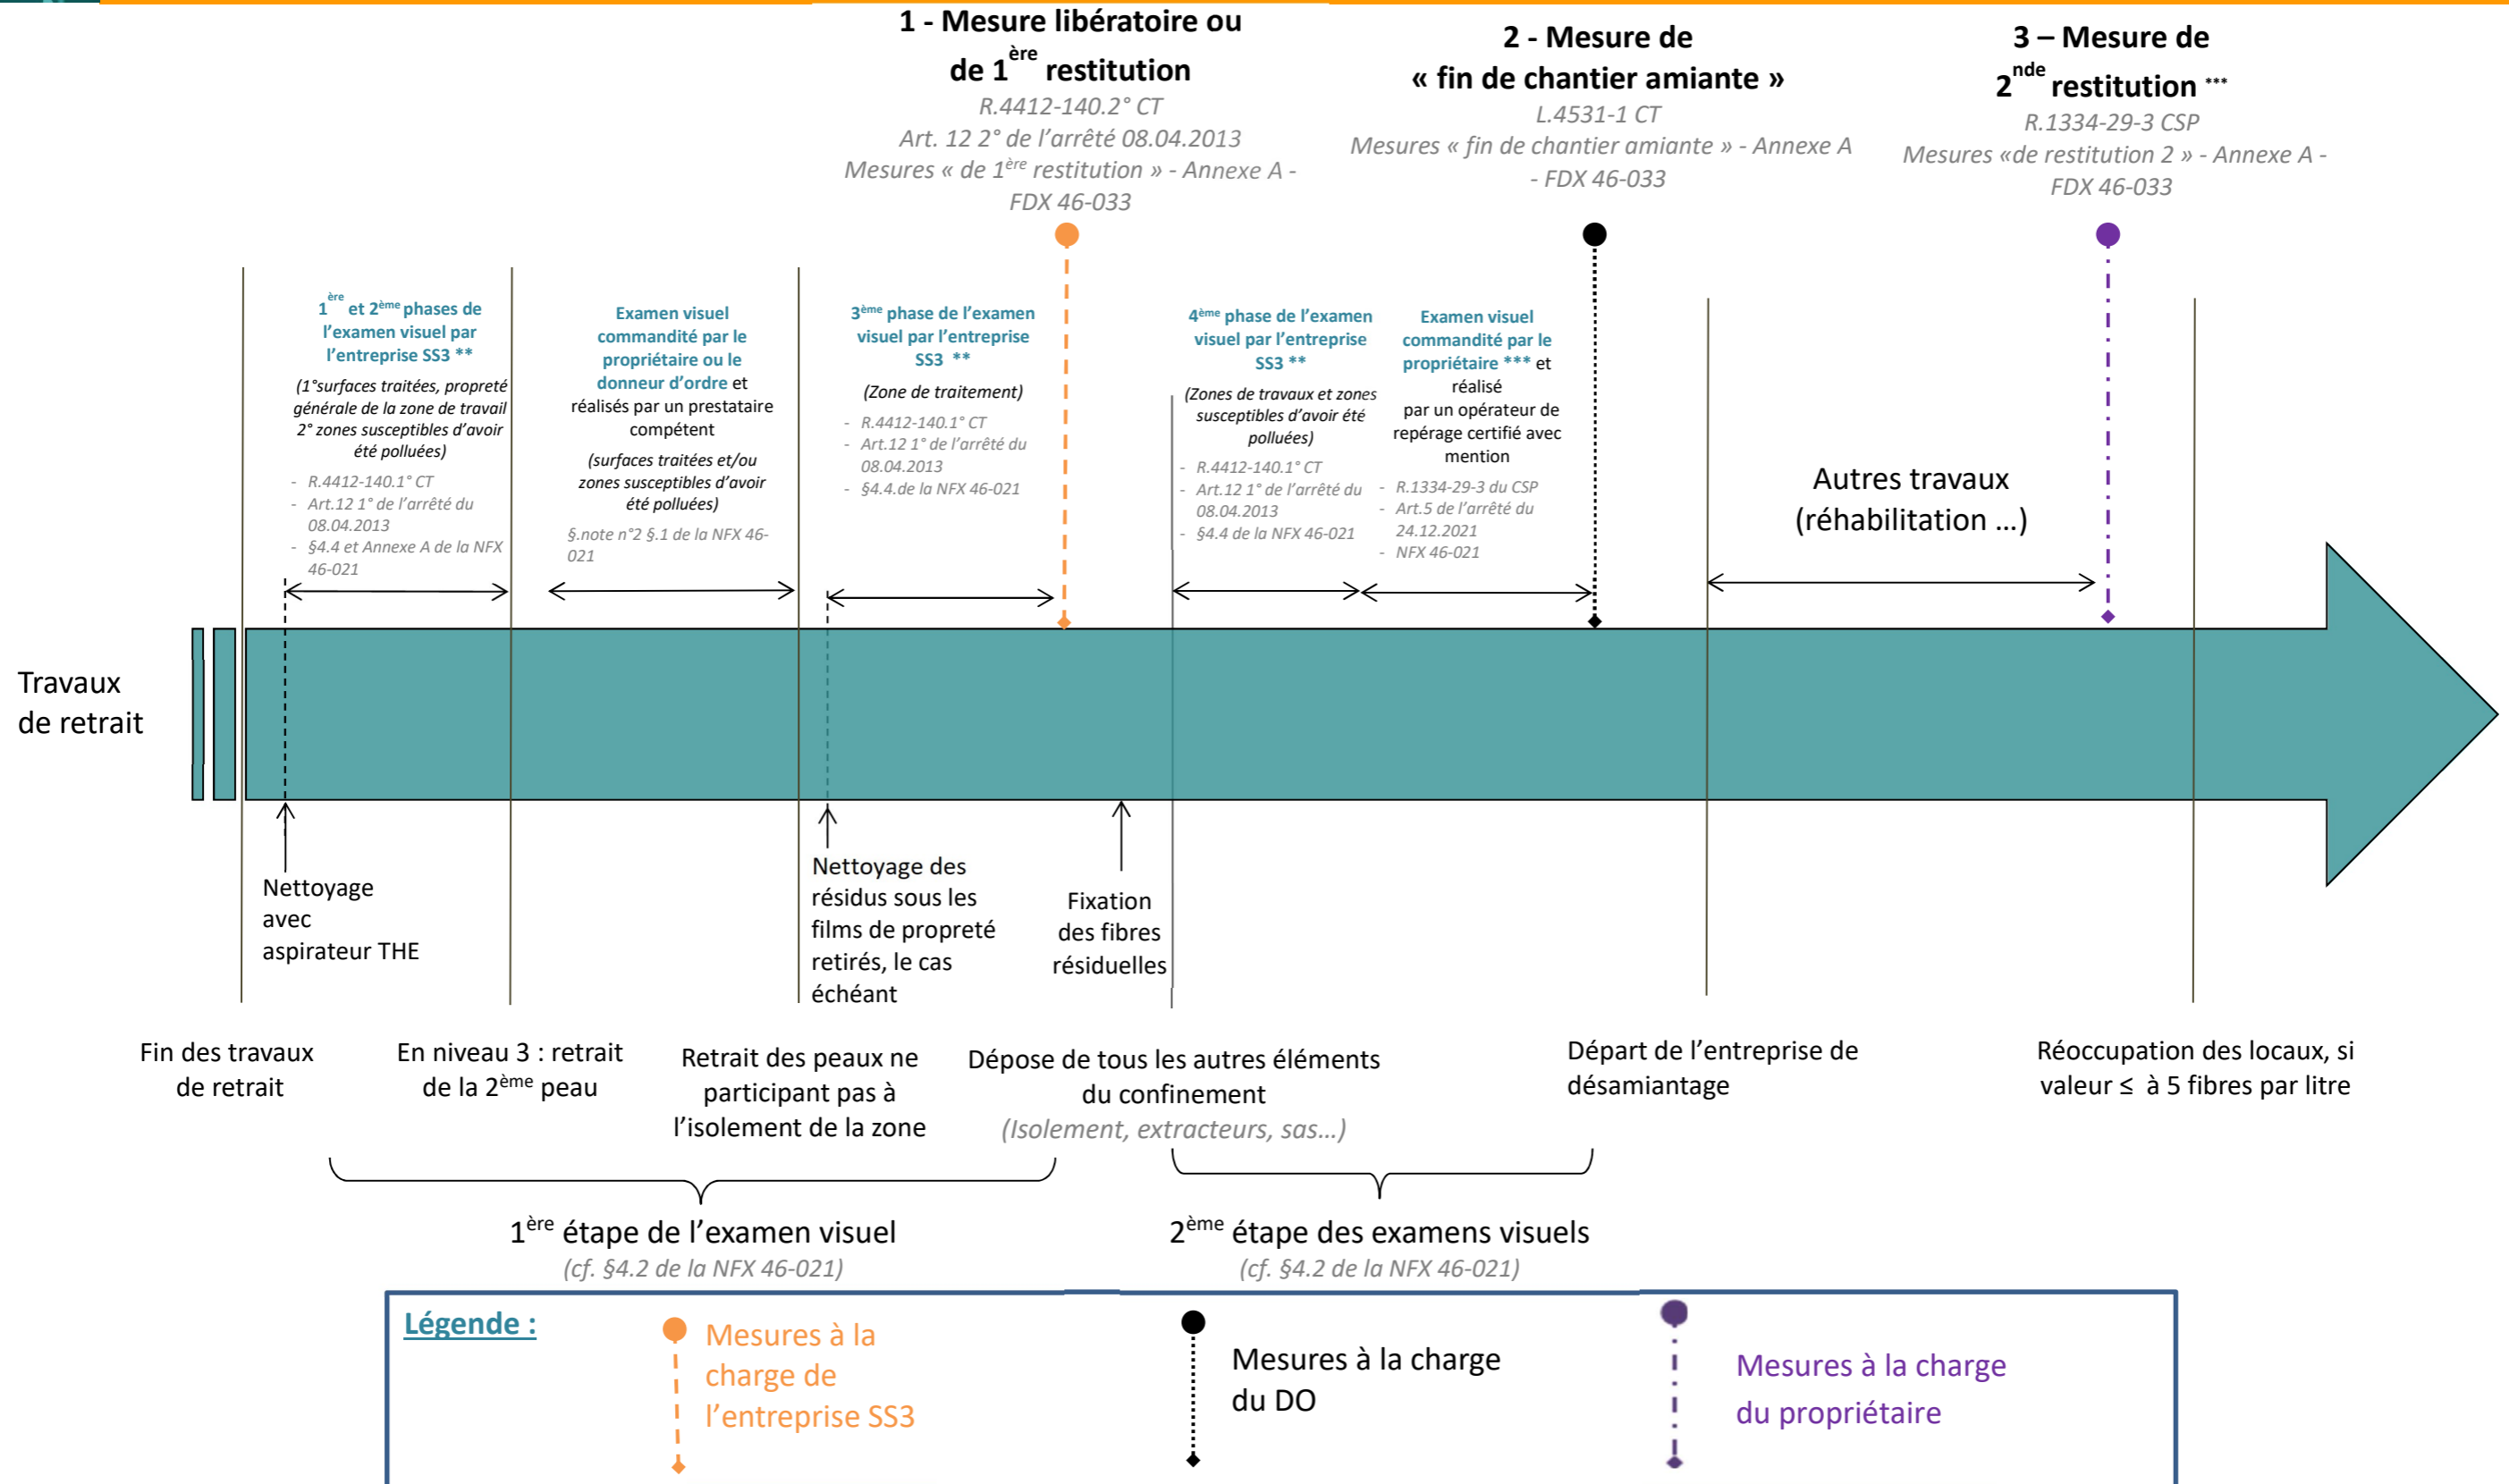 1 - Mesure libératoire ou
de 1ère restitution
R.4412-140.2° CT
Art. 12 2° de l'arrêté 08.04.2013
Mesures « de 1ère restitution » - Annexe A -
FDX 46-033
2 - Mesure de
« fin de chantier amiante »
L.4531-1 CT
Mesures « fin de chantier amiante » - Annexe A
- FDX 46-033
3 – Mesure de
2nde restitution ***
R.1334-29-3 CSP
Mesures «de restitution 2 » - Annexe A -
FDX 46-033
1ère et 2ème phases de
l'examen visuel par
l'entreprise SS3 **
(1°surfaces traitées, propreté
générale de la zone de travail
2° zones susceptibles d'avoir
été polluées)
- R.4412-140.1° CT
- Art.12 1° de l'arrêté du
08.04.2013
- §4.4 et Annexe A de la NFX
46-021
Examen visuel
commandité par le
propriétaire ou le
donneur d'ordre et
réalisés par un prestataire
compétent
(surfaces traitées et/ou
zones susceptibles d'avoir
été polluées)
§.note n°2 §.1 de la NFX 46-
021
3ème phase de l'examen
visuel par l'entreprise
SS3 **
(Zone de traitement)
- R.4412-140.1° CT
- Art.12 1° de l'arrêté du
08.04.2013
- §4.4.de la NFX 46-021
4ème phase de l'examen
visuel par l'entreprise
SS3 **
(Zones de travaux et zones
susceptibles d'avoir été
polluées)
- R.4412-140.1° CT
- Art.12 1° de l'arrêté du
08.04.2013
- §4.4 de la NFX 46-021
Examen visuel
commandité par le
propriétaire *** et
réalisé
par un opérateur de
repérage certifié avec
mention
- R.1334-29-3 du CSP
- Art.5 de l'arrêté du
24.12.2021
- NFX 46-021
Autres travaux
(réhabilitation ...)
Travaux
de retrait
Nettoyage
avec
aspirateur THE
Nettoyage des
résidus sous les
films de propreté
retirés, le cas
échéant
Fixation
des fibres
résiduelles
Fin des travaux
de retrait
En niveau 3 : retrait
de la 2ème peau
Retrait des peaux ne
participant pas à
l'isolement de la zone
Dépose de tous les autres éléments
du confinement
(Isolement, extracteurs, sas...)
Départ de l'entreprise de
désamiantage
Réoccupation des locaux, si
valeur ≤ à 5 fibres par litre
1ère étape de l'examen visuel
(cf. §4.2 de la NFX 46-021)
2ème étape des examens visuels
(cf. §4.2 de la NFX 46-021)
Légende :
Mesures à la
charge de
l'entreprise SS3
Mesures à la charge
du DO
Mesures à la charge
du propriétaire